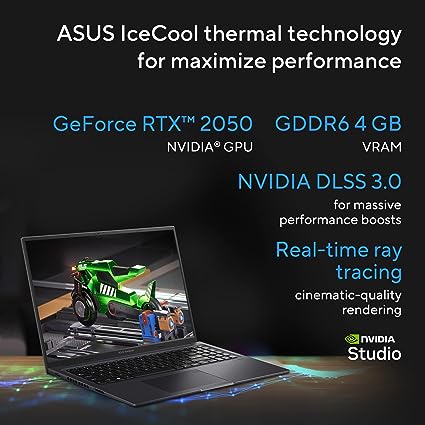 ASUS IceCool thermal technology
for maximize performance
GeForce RTX™ 2050
NVIDIA® GPU
GDDR6 4 GB
VRAM
NVIDIA DLSS 3.0
for massive
performance boosts
Real-time ray
tracing
cinematic-quality
rendering
NVIDIA
Studio